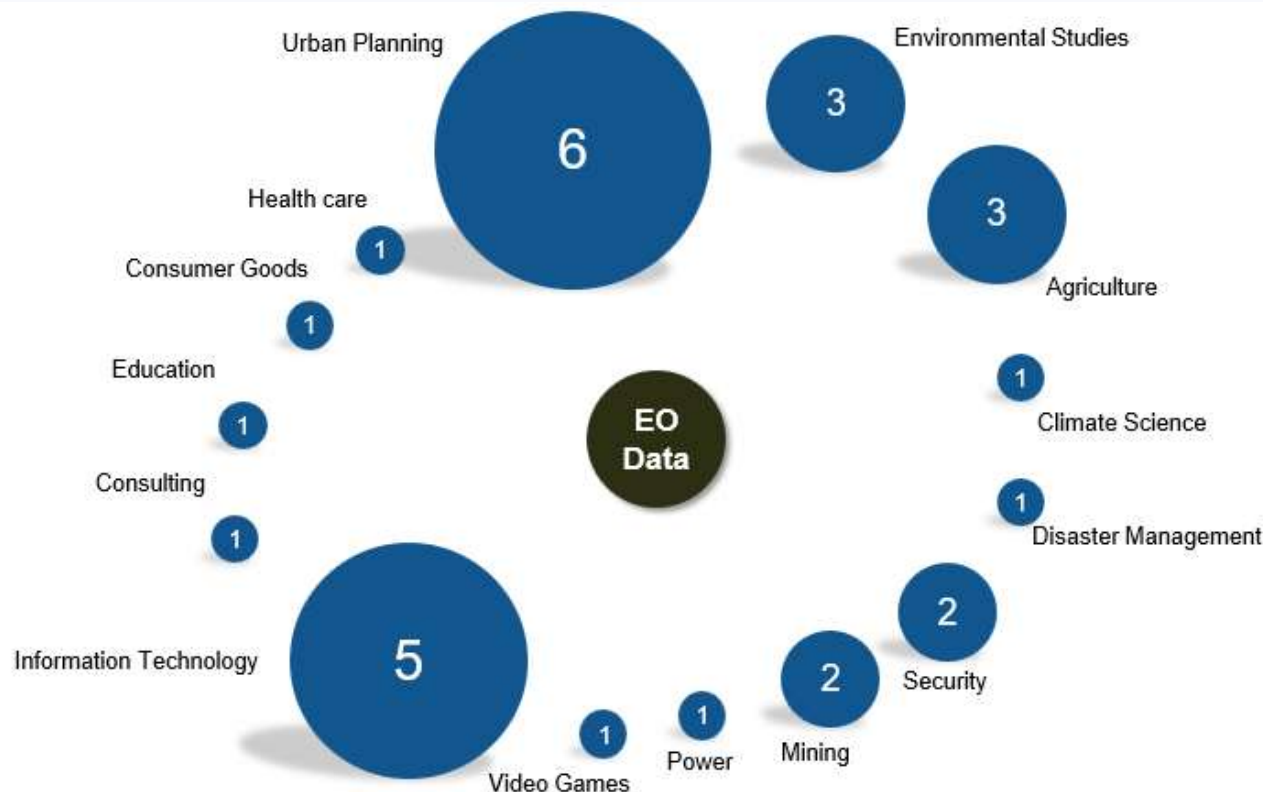 Urban Planning
6
Environmental Studies
3
3
Agriculture
1
Climate Science
1
Disaster Management
2
Security
2
Mining
1
Power
1
Video Games
5
Information Technology
1
Consulting
1
Education
1
Consumer Goods
1
Health care
EO
Data